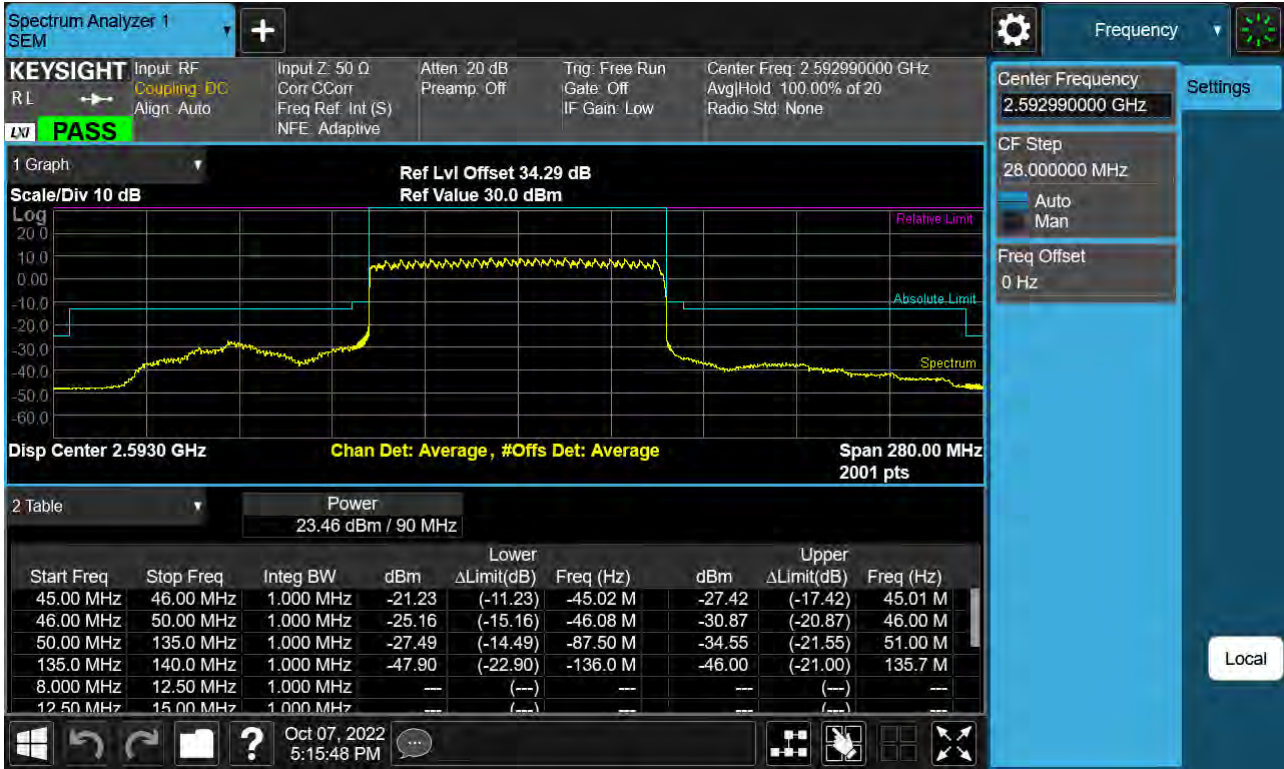 Spectrum Analyzer 1
SEM
+
Frequency
KEYSIGHT
R L
LXI
PASS
Input: RF
Coupling: DC
Align: Auto
Input Z: 50 Ω
Corr CCorr
Freq Ref: Int (S)
NFE: Adaptive
Atten: 20 dB
Preamp: Off
Trig: Free Run
Gate: Off
IF Gain: Low
Center Freq: 2.592990000 GHz
Avg|Hold: 100.00% of 20
Radio Std: None
Center Frequency
2.592990000 GHz
Settings
CF Step
28.000000 MHz
Auto
Man
Freq Offset
0 Hz
Local
1 Graph
Scale/Div 10 dB
Ref Lvl Offset 34.29 dB
Ref Value 30.0 dBm
Log
20.0
10.0
0.00
-10.0
-20.0
-30.0
-40.0
-50.0
-60.0
Relative Limit
Absolute Limit
Spectrum
Disp Center 2.5930 GHz
Chan Det: Average , #Offs Det: Average
Span 280.00 MHz
2001 pts
2 Table
Power
23.46 dBm / 90 MHz
Lower Upper
Start Freq Stop Freq Integ BW dBm ΔLimit(dB) Freq (Hz) dBm ΔLimit(dB) Freq (Hz)
45.00 MHz 46.00 MHz 1.000 MHz -21.23 (-11.23) -45.02 M -27.42 (-17.42) 45.01 M
46.00 MHz 50.00 MHz 1.000 MHz -25.16 (-15.16) -46.08 M -30.87 (-20.87) 46.00 M
50.00 MHz 135.0 MHz 1.000 MHz -27.49 (-14.49) -87.50 M -34.55 (-21.55) 51.00 M
135.0 MHz 140.0 MHz 1.000 MHz -47.90 (-22.90) -136.0 M -46.00 (-21.00) 135.7 M
8.000 MHz 12.50 MHz 1.000 MHz --- (---) --- --- (---) ---
12.50 MHz 15.00 MHz 1.000 MHz --- (---) --- --- (---) ---
?
Oct 07, 2022
5:15:48 PM